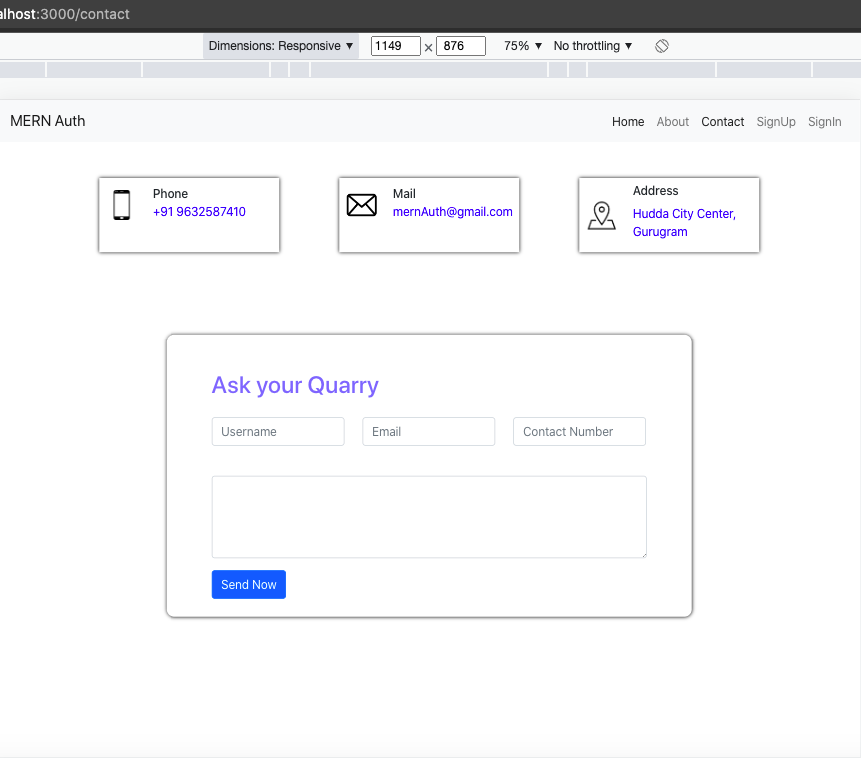 alhost:3000/contact
Dimensions: Responsive ▼ 1149 × 876 75% ▼ No throttling ▼
MERN Auth Home About Contact SignUp SignIn
Phone
+91 9632587410
Mail
mernAuth@gmail.com
Address
Hudda City Center,
Gurugram
Ask your Quarry
Username Email Contact Number
Send Now